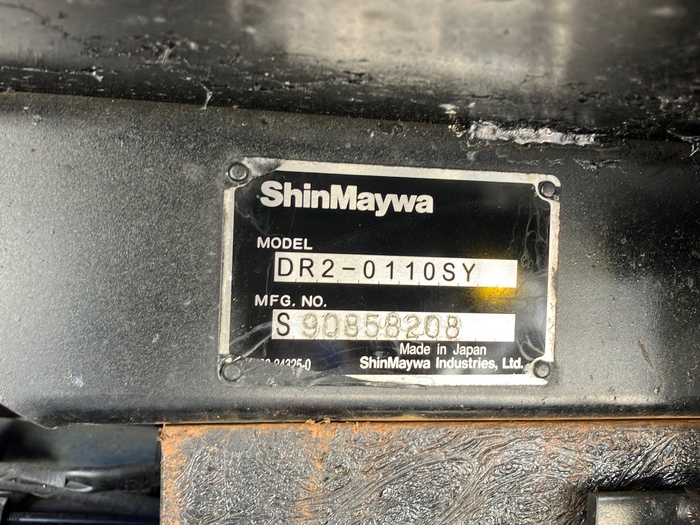 ShinMaywa
MODEL
DR2-0110SY
MFG. NO.
S 90858208
Made in Japan
ShinMaywa Industries, Ltd.